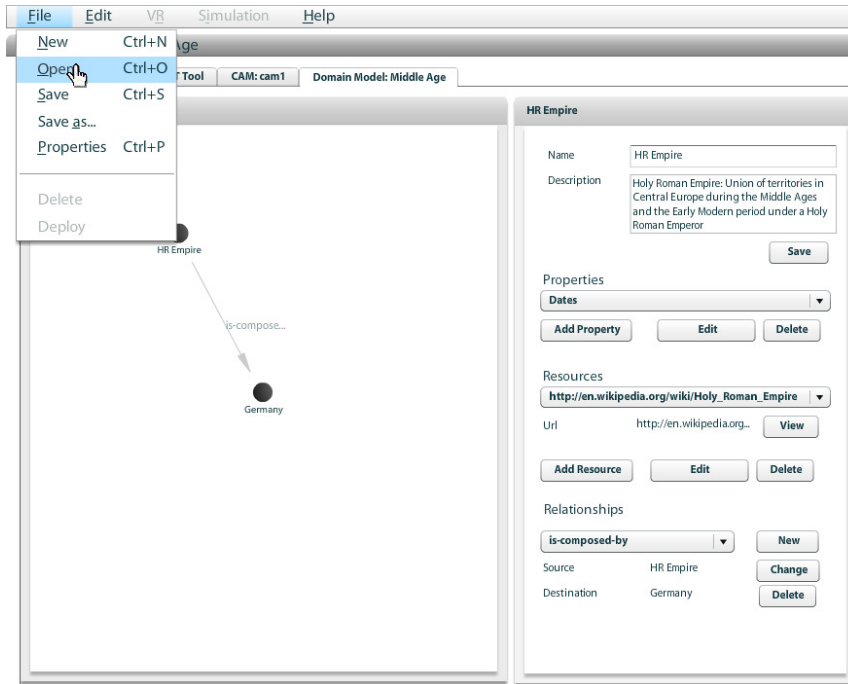 File Edit VR Simulation Help
New Ctrl+N
Age
Open Ctrl+O
Tool CAM: cam1 Domain Model: Middle Age
Save Ctrl+S
Save as...
Properties Ctrl+P
Delete
Deploy
HR Empire
is-compose...
Germany
HR Empire
Name HR Empire
Description Holy Roman Empire: Union of territories in
Central Europe during the Middle Ages
and the Early Modern period under a Holy
Roman Emperor
Save
Properties
Dates
Add Property Edit Delete
Resources
http://en.wikipedia.org/wiki/Holy_Roman_Empire
Url http://en.wikipedia.org... View
Add Resource Edit Delete
Relationships
is-composed-by New
Source HR Empire Change
Destination Germany Delete